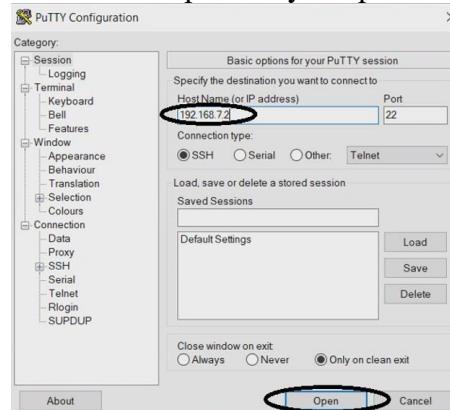 PuTTY Configuration
Category:
Session
Logging
Terminal
Keyboard
Bell
Features
Window
Appearance
Behaviour
Translation
Selection
Colours
Connection
Data
Proxy
SSH
Serial
Telnet
Rlogin
SUPDUP
Basic options for your PuTTY session
Specify the destination you want to connect to
Host Name (or IP address) Port
192.168.7.2 22
Connection type:
SSH Serial Other: Telnet
Load, save or delete a stored session
Saved Sessions
Default Settings
Load
Save
Delete
Close window on exit:
Always Never Only on clean exit
About Open Cancel